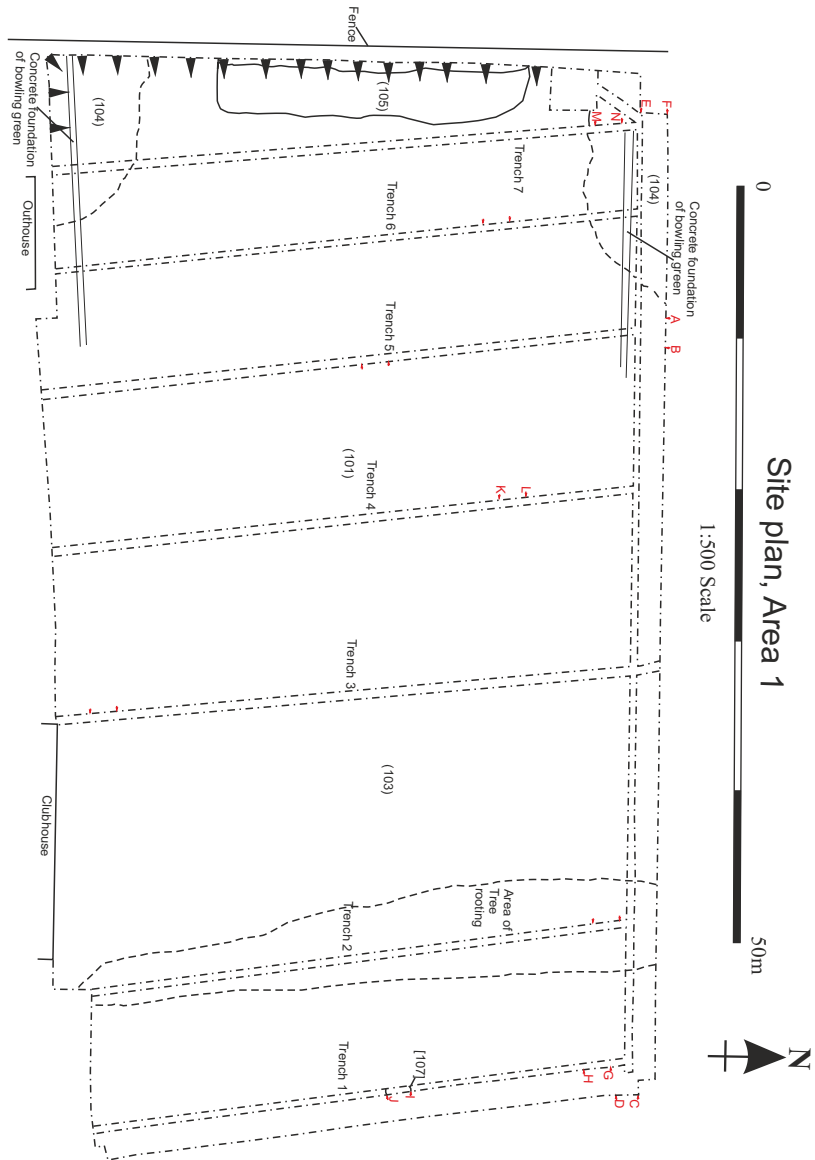 Site plan, Area 1
1:500 Scale
0
50m
N
Fence
Concrete foundation
of bowling green
(104)
(105)
Outhouse
Trench 7
Trench 6
Concrete foundation
of bowling green
(104)
E
F
M
N
A
B
Trench 5
Trench 4
(101)
K
L
Trench 3
Clubhouse
(103)
Area of
Tree
rooting
Trench 2
Trench 1
[107]
G
H
C
D
I
J